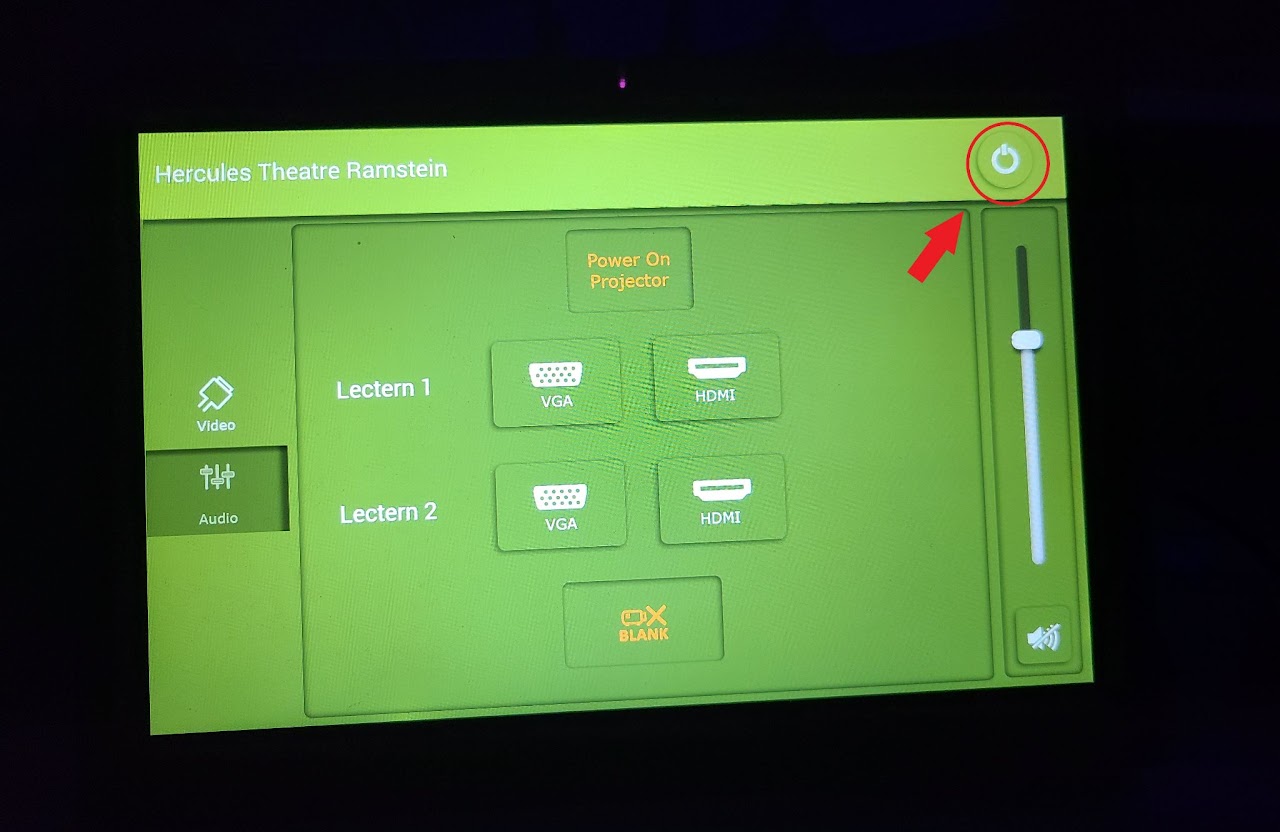 Hercules Theatre Ramstein
Power On
Projector
Lectern 1
VGA
HDMI
Video
Audio
Lectern 2
VGA
HDMI
BLANK